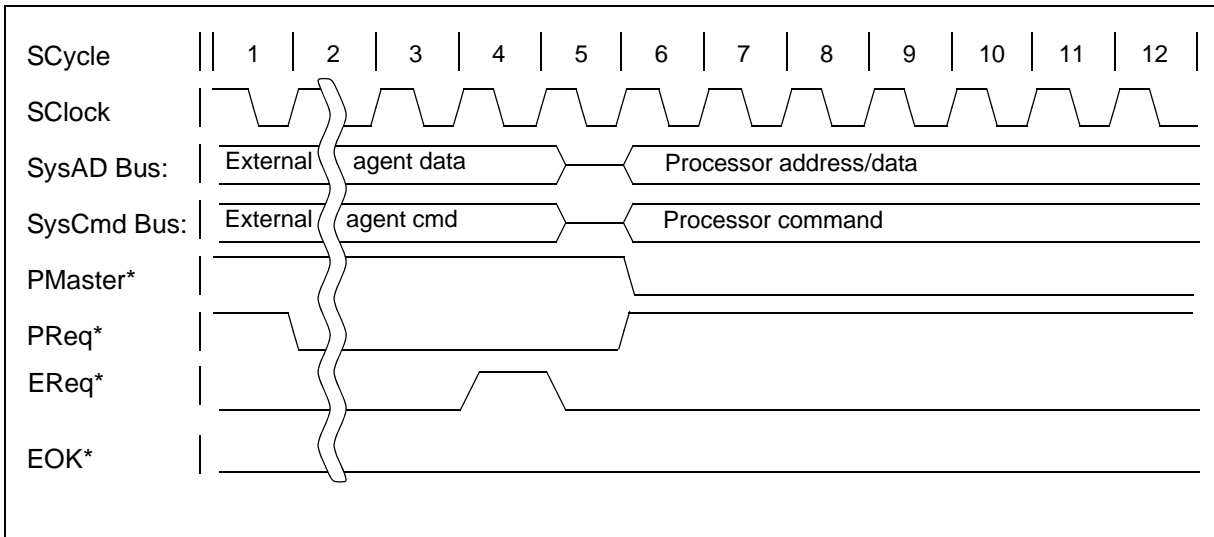 SCycle 1 2 3 4 5 6 7 8 9 10 11 12
SClock
SysAD Bus: External agent data Processor address/data
SysCmd Bus: External agent cmd Processor command
PMaster*
PReq*
EReq*
EOK*